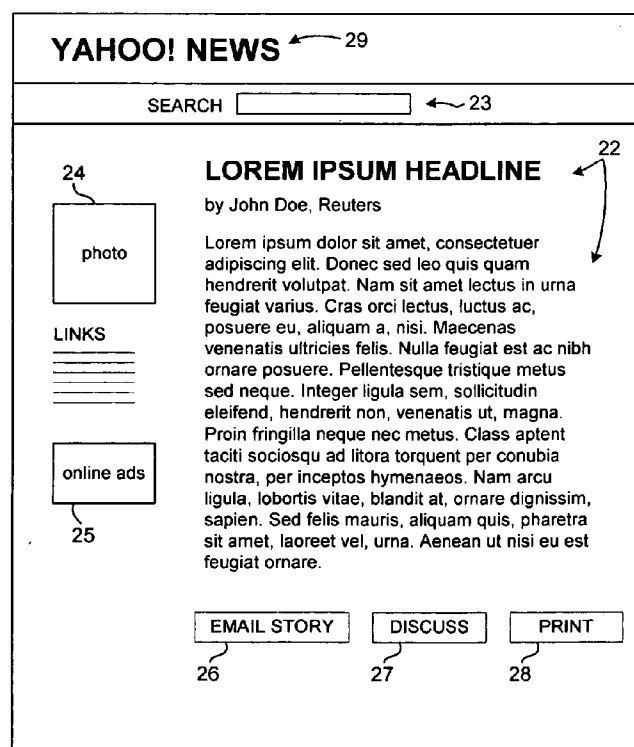 YAHOO! NEWS 29
SEARCH 23
22
24
photo
LINKS
online ads
25
LOREM IPSUM HEADLINE
by John Doe, Reuters
Lorem ipsum dolor sit amet, consectetuer
adipiscing elit. Donec sed leo quis quam
hendrerit volutpat. Nam sit amet lectus in urna
feugiat varius. Cras orci lectus, luctus ac,
posuere eu, aliquam a, nisi. Maecenas
venenatis ultricies felis. Nulla feugiat est ac nibh
ornare posuere. Pellentesque tristique metus
sed neque. Integer ligula sem, sollicitudin
eleifend, hendrerit non, venenatis ut, magna.
Proin fringilla neque nec metus. Class aptent
taciti sociosqu ad litora torquent per conubia
nostra, per inceptos hymenaeos. Nam arcu
ligula, lobortis vitae, blandit at, ornare dignissim,
sapien. Sed felis mauris, aliquam quis, pharetra
sit amet, laoreet vel, urna. Aenean ut nisi eu est
feugiat ornare.
EMAIL STORY DISCUSS PRINT
26 27 28